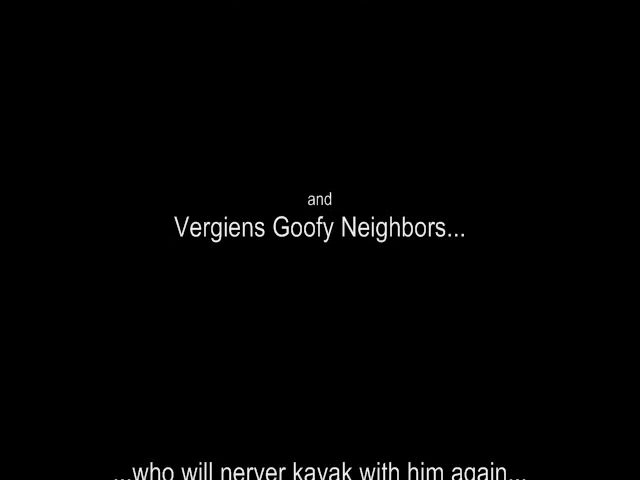 and
Vergiens Goofy Neighbors...
...who will nerver kayak with him again...